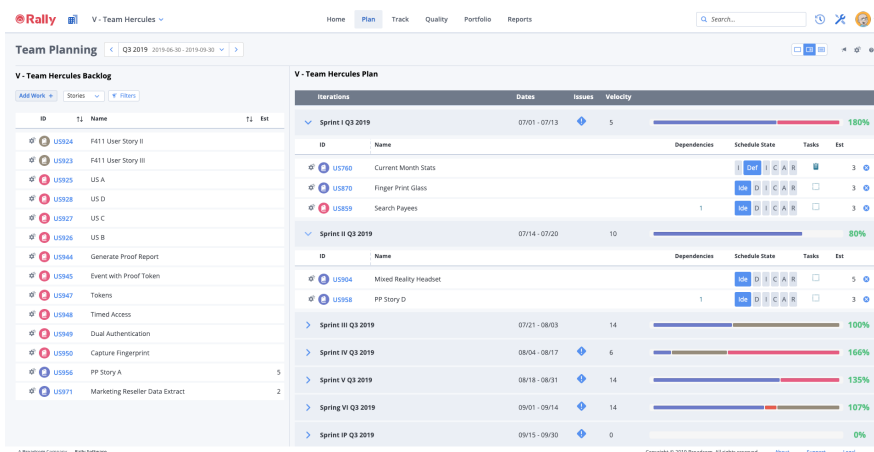 Rally V - Team Hercules Home Plan Track Quality Portfolio Reports Search...
Team Planning Q3 2019 2019-06-30 - 2019-09-30
V - Team Hercules Backlog
Add Work + Stories Filters
ID Name Est
US924 F411 User Story II
US923 F411 User Story III
US925 US A
US928 US D
US927 US C
US926 US B
US944 Generate Proof Report
US945 Event with Proof Token
US947 Tokens
US948 Timed Access
US949 Dual Authentication
US950 Capture Fingerprint
US956 PP Story A 5
US971 Marketing Reseller Data Extract 2
V - Team Hercules Plan
Iterations Dates Issues Velocity
Sprint I Q3 2019 07/01 - 07/13 5 180%
ID Name Dependencies Schedule State Tasks Est
US760 Current Month Stats I Def I C A R 3
US870 Finger Print Glass Ide D I C A R 3
US859 Search Payees 1 Ide D I C A R 3
Sprint II Q3 2019 07/14 - 07/20 10 80%
ID Name Dependencies Schedule State Tasks Est
US904 Mixed Reality Headset Ide D I C A R 5
US958 PP Story D 1 Ide D I C A R 3
Sprint III Q3 2019 07/21 - 08/03 14 100%
Sprint IV Q3 2019 08/04 - 08/17 6 166%
Sprint V Q3 2019 08/18 - 08/31 14 135%
Spring VI Q3 2019 09/01 - 09/14 14 107%
Sprint IP Q3 2019 09/15 - 09/30 0 0%